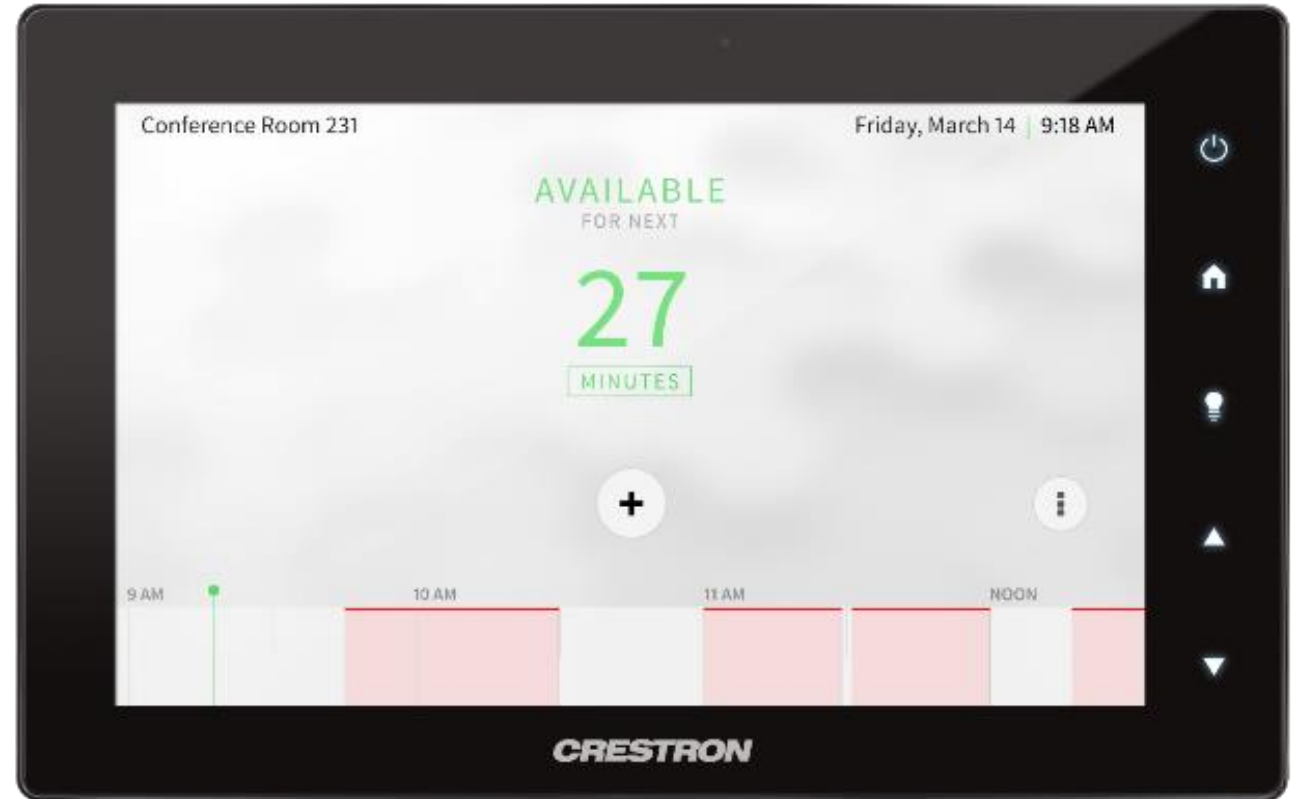 Conference Room 231
Friday, March 14 | 9:18 AM
AVAILABLE
FOR NEXT
27
MINUTES
9 AM
10 AM
11 AM
NOON
CRESTRON